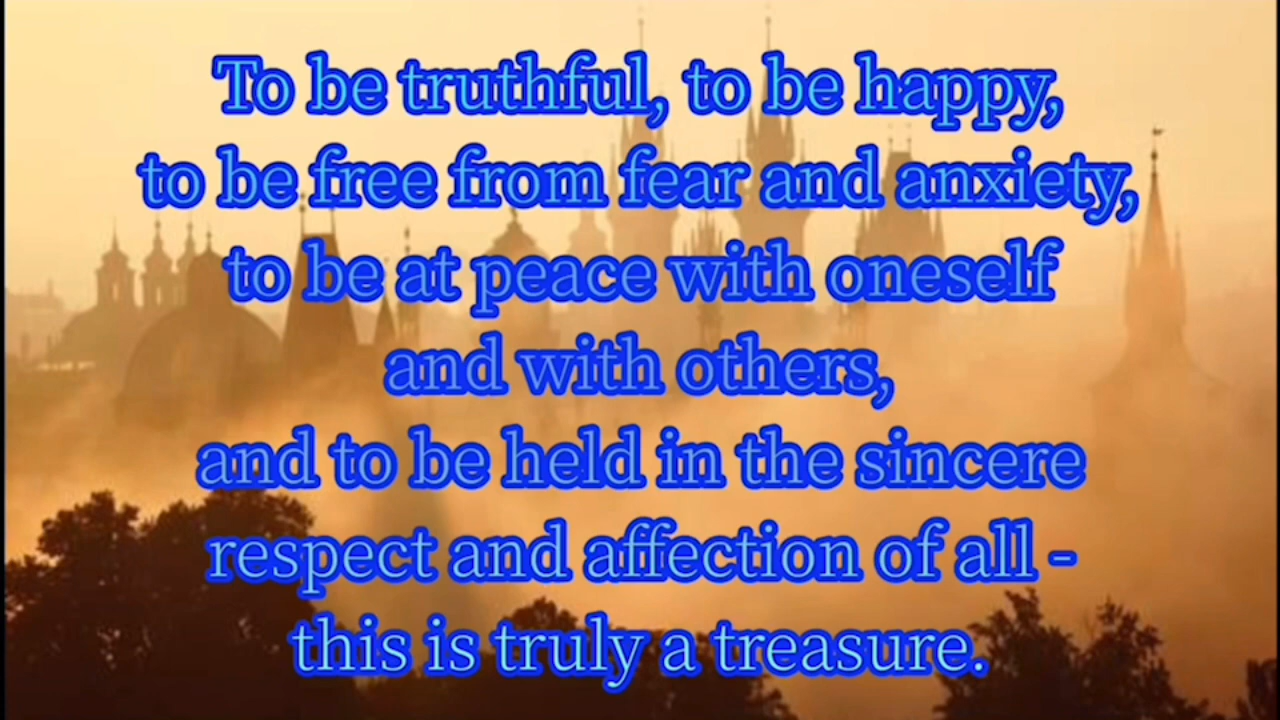 To be truthful, to be happy,
to be free from fear and anxiety,
to be at peace with oneself
and with others,
and to be held in the sincere
respect and affection of all -
this is truly a treasure.